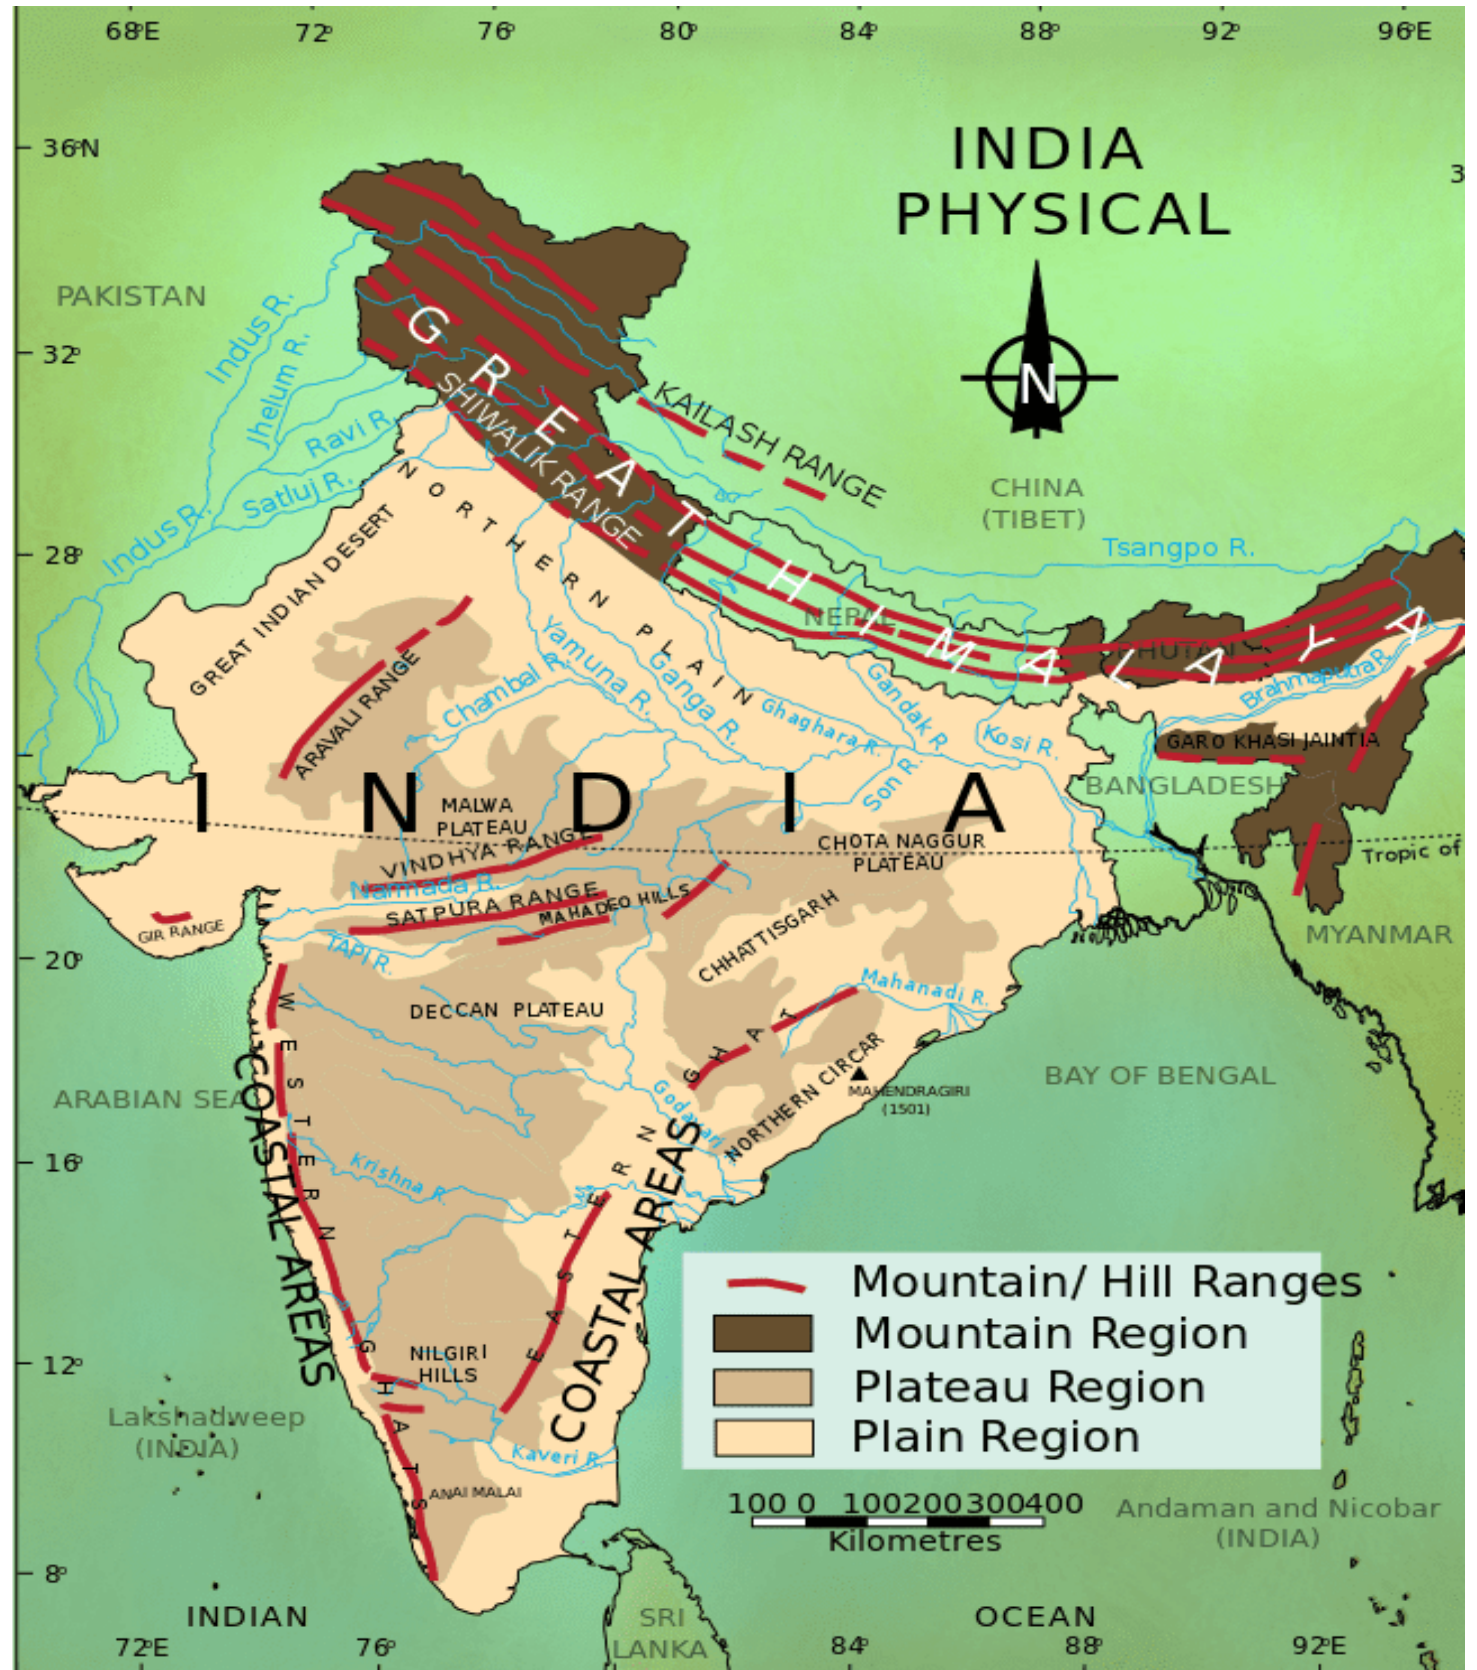 68°E 72° 76° 80° 84° 88° 92° 96°E
36°N
32°
28°
20°
16°
12°
8°
3
INDIA
PHYSICAL
N
PAKISTAN
Indus R.
Jhelum R.
Ravi R.
Satluj R.
Indus R.
GREAT HIMALAYA
SHIWALIK RANGE
KAILASH RANGE
CHINA
(TIBET)
Tsangpo R.
NORTHERN PLAIN
GREAT INDIAN DESERT
NEPAL
BHUTAN
Brahmaputra R.
ARAVALI RANGE
Chambal R.
Yamuna R.
Ganga R.
Ghaghara R.
Gandak R
Kosi R.
Son R.
GARO KHASI JAINTIA
BANGLADESH
INDIA
MALWA
PLATEAU
VINDHYA RANGE
CHOTA NAGGUR
PLATEAU
Tropic of
Narmada R.
SATPURA RANGE
MAHADEO HILLS
GIR RANGE
TAPI R.
CHHATTISGARH
MYANMAR
Mahanadi R.
DECCAN PLATEAU
WESTERN GHATS
EASTERN GHAT
NORTHERN CIRCAR
MAHENDRAGIRI
(1501)
ARABIAN SEA
BAY OF BENGAL
COASTAL AREAS
COASTAL AREAS
Godavari
Krishna R.
NILGIRI
HILLS
Kaveri R.
ANAI MALAI
Lakshadweep
(INDIA)
Mountain/ Hill Ranges
Mountain Region
Plateau Region
Plain Region
100 0 100200300400
Kilometres
Andaman and Nicobar
(INDIA)
INDIAN OCEAN
SRI
LANKA
72°E 76° 84° 88° 92°E